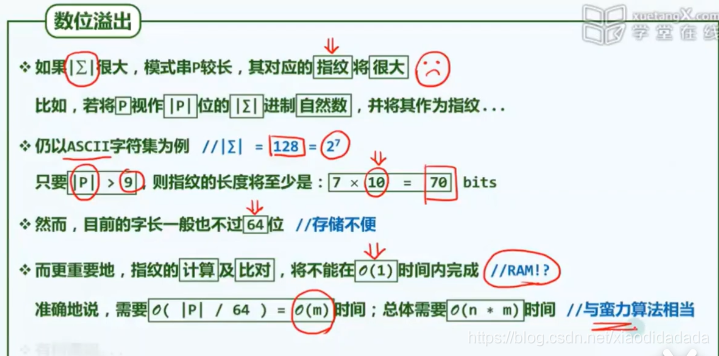 数位溢出
xuetangX.com
学堂在线
如果|∑|很大，模式串P较长，其对应的指纹将很大
比如，若将P视作|P|位的|∑|进制自然数，并将其作为指纹...
仍以ASCII字符集为例 //|∑| = 128 = 2⁷
只要|P| > 9，则指纹的长度将至少是：7 × 10 = 70 bits
然而，目前的字长一般也不过64位 //存储不便
而更重要地，指纹的计算及比对，将不能在O(1)时间内完成 //RAM!?
准确地说，需要O( |P| / 64 ) = O(m)时间；总体需要O(n * m)时间 //与蛮力算法相当
https://blog.csdn.net/xiaodidadada